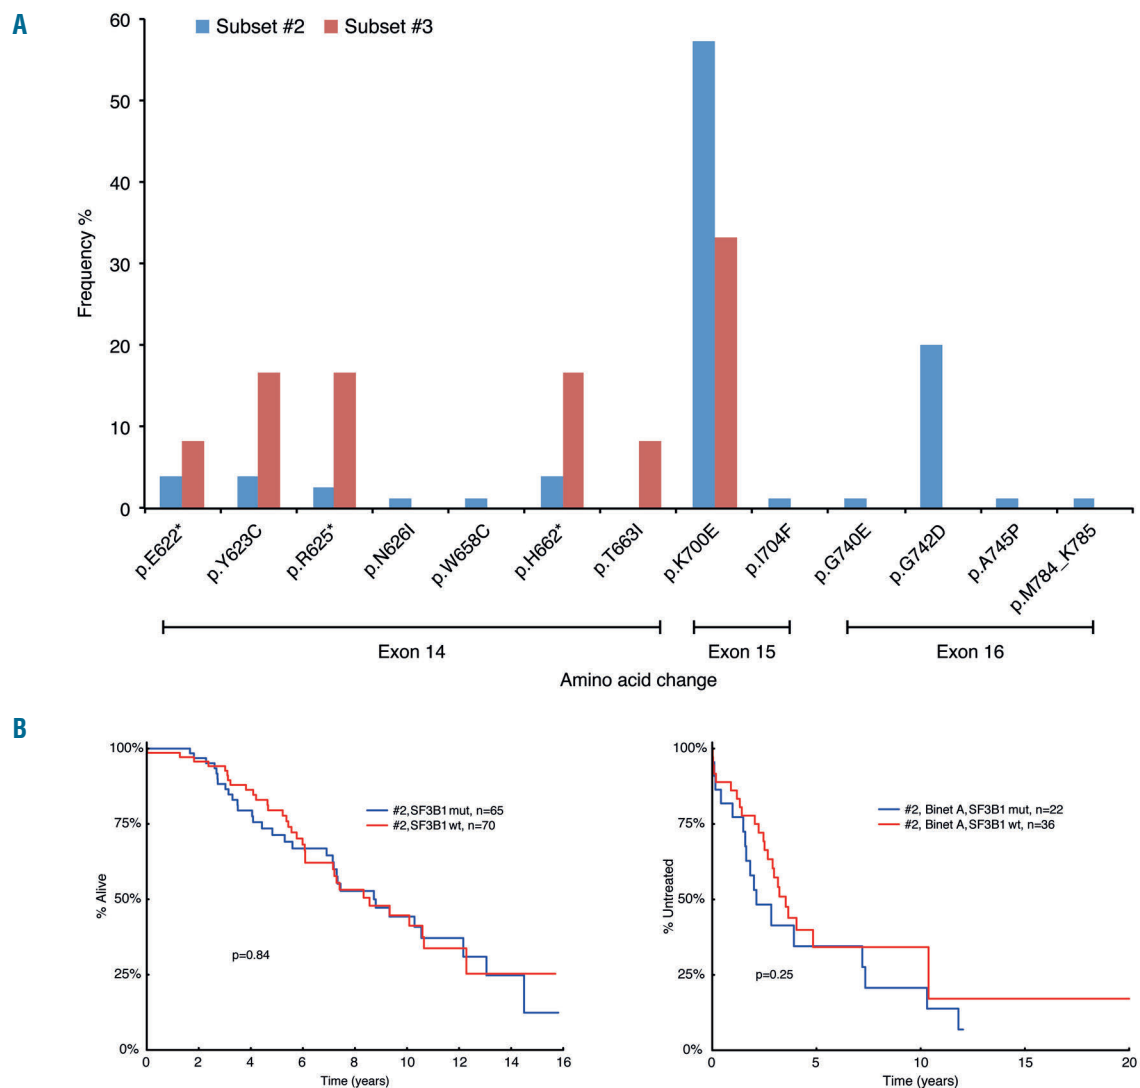 A
Subset #2
Subset #3
60
50
40
30
20
10
0
Frequency %
p.E622*
p.Y623C
p.R625*
p.N626I
p.W658C
p.H662*
p.T663I
p.K700E
p.I704F
p.G740E
p.G742D
p.A745P
p.M784_K785
Exon 14
Exon 15
Exon 16
Amino acid change
B
100%
75%
50%
25%
0%
% Alive
#2,SF3B1 mut, n=65
#2,SF3B1 wt, n=70
p=0.84
0 2 4 6 8 10 12 14 16
Time (years)
100%
75%
50%
25%
0%
% Untreated
#2, Binet A,SF3B1 mut, n=22
#2, Binet A,SF3B1 wt, n=36
p=0.25
0 5 10 15 20
Time (years)